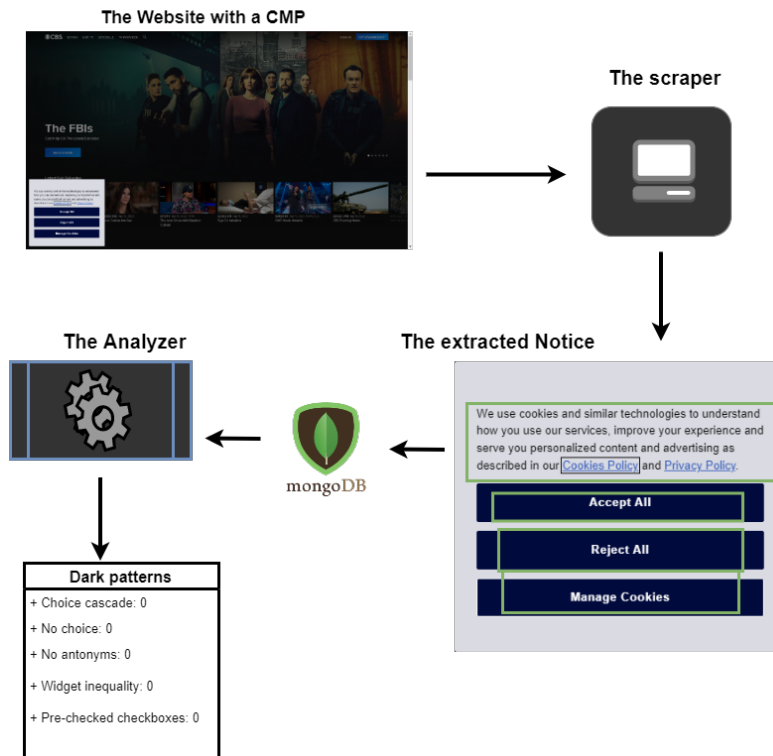 The Website with a CMP
CBS
The FBIs
The scraper
The Analyzer
The extracted Notice
We use cookies and similar technologies to understand
how you use our services, improve your experience and
serve you personalized content and advertising as
described in our Cookies Policy and Privacy Policy.
Accept All
Reject All
Manage Cookies
mongoDB
Dark patterns
+ Choice cascade: 0
+ No choice: 0
+ No antonyms: 0
+ Widget inequality: 0
+ Pre-checked checkboxes: 0